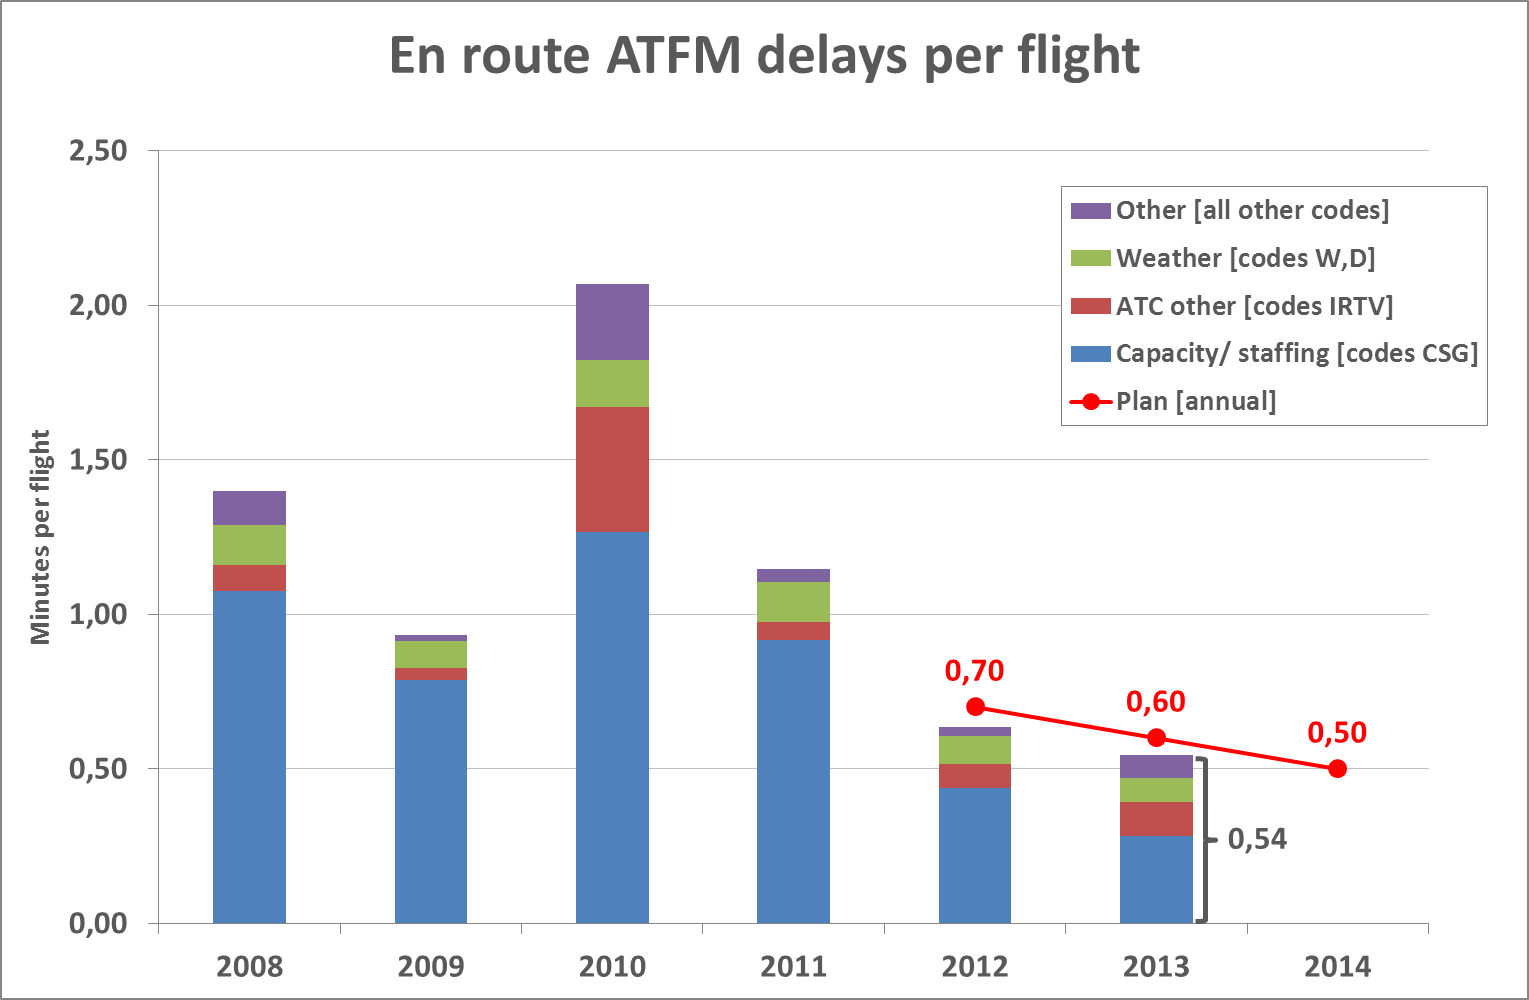 En route ATFM delays per flight
Minutes per flight
2,50
2,00
1,50
1,00
0,50
0,00
Other [all other codes]
Weather [codes W,D]
ATC other [codes IRTV]
Capacity/ staffing [codes CSG]
Plan [annual]
0,70
0,60
0,50
0,54
2008
2009
2010
2011
2012
2013
2014